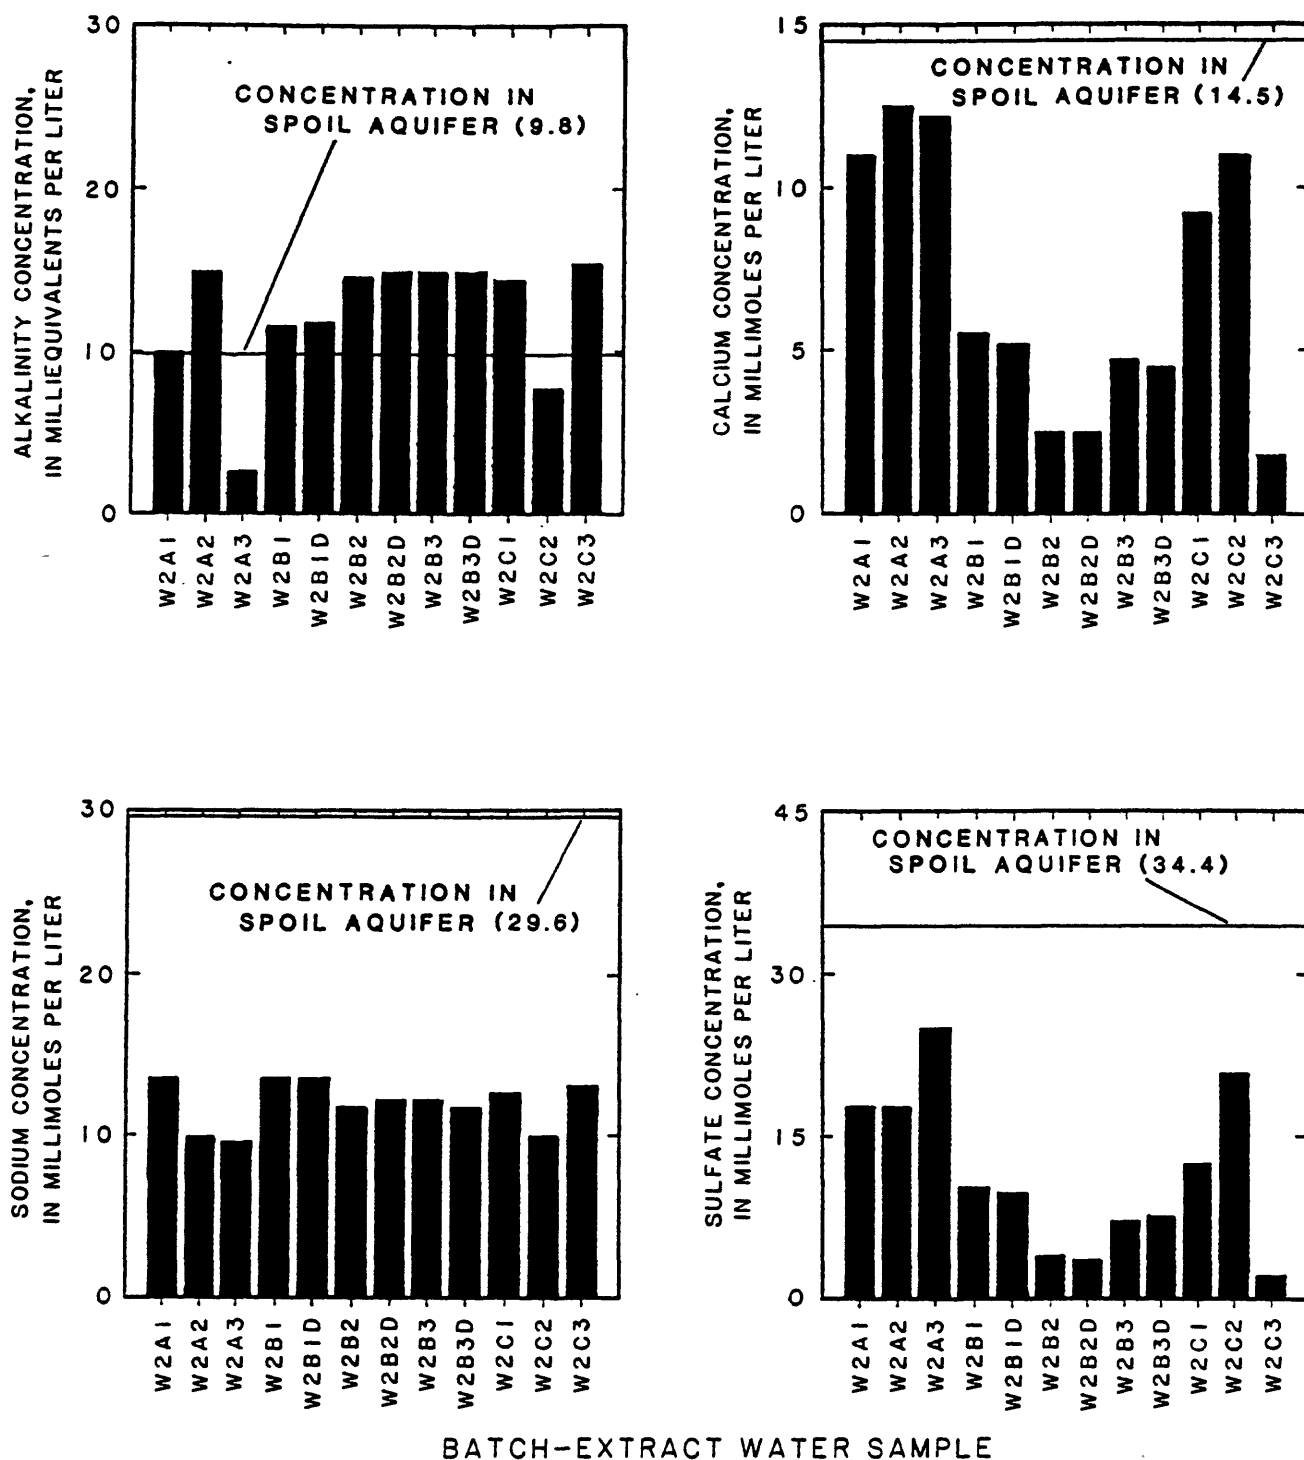 ALKALINITY CONCENTRATION,
IN MILLIEQUIVALENTS PER LITER
30
20
10
0
CONCENTRATION IN
SPOIL AQUIFER (9.8)
W2A1
W2A2
W2A3
W2B1
W2B1D
W2B2
W2B2D
W2B3
W2B3D
W2C1
W2C2
W2C3
CALCIUM CONCENTRATION,
IN MILLIMOLES PER LITER
15
10
5
0
CONCENTRATION IN
SPOIL AQUIFER (14.5)
W2A1
W2A2
W2A3
W2B1
W2B1D
W2B2
W2B2D
W2B3
W2B3D
W2C1
W2C2
W2C3
SODIUM CONCENTRATION,
IN MILLIMOLES PER LITER
30
20
10
0
CONCENTRATION IN
SPOIL AQUIFER (29.6)
W2A1
W2A2
W2A3
W2B1
W2B1D
W2B2
W2B2D
W2B3
W2B3D
W2C1
W2C2
W2C3
SULFATE CONCENTRATION,
IN MILLIMOLES PER LITER
45
30
15
0
CONCENTRATION IN
SPOIL AQUIFER (34.4)
W2A1
W2A2
W2A3
W2B1
W2B1D
W2B2
W2B2D
W2B3
W2B3D
W2C1
W2C2
W2C3
BATCH-EXTRACT WATER SAMPLE